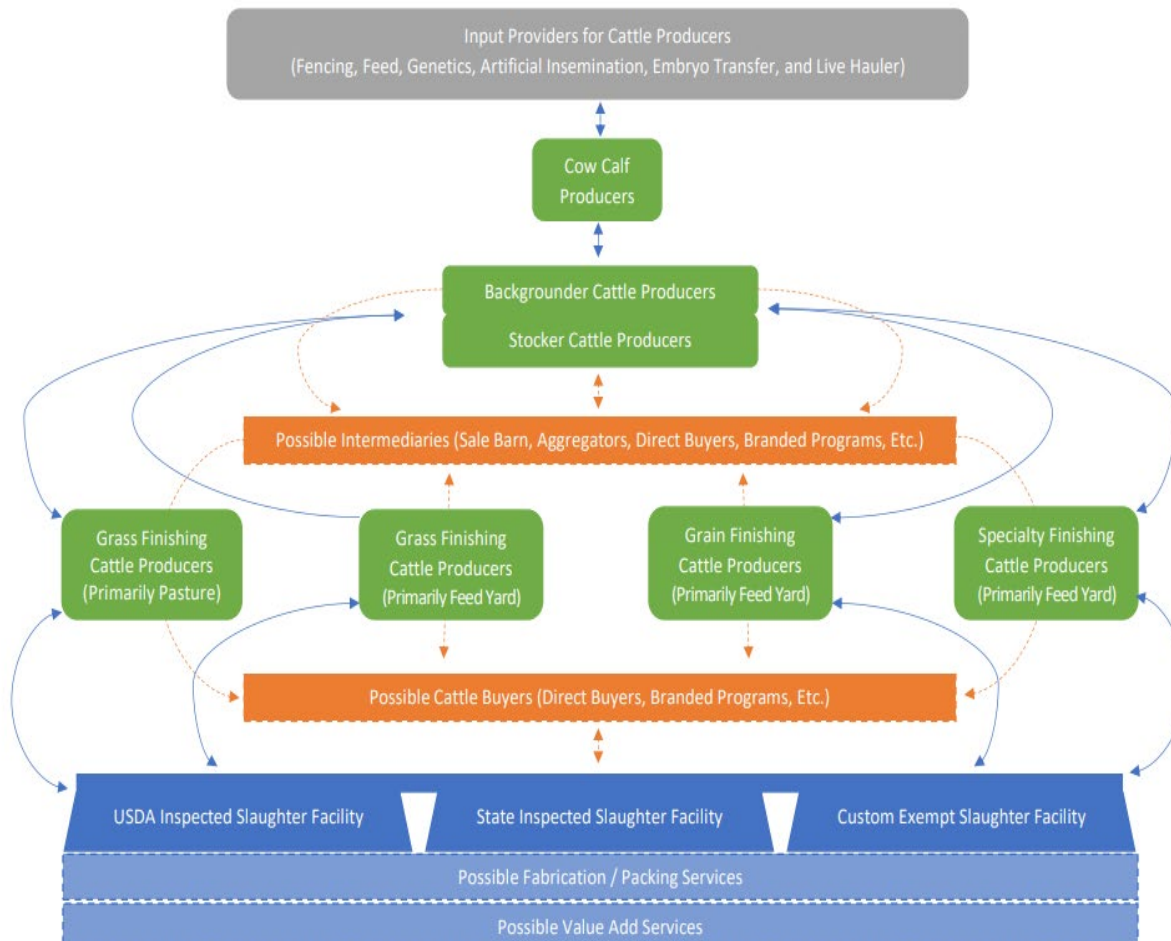 Input Providers for Cattle Producers
(Fencing, Feed, Genetics, Artificial Insemination, Embryo Transfer, and Live Hauler)
Cow Calf
Producers
Backgrounder Cattle Producers
Stocker Cattle Producers
Possible Intermediaries (Sale Barn, Aggregators, Direct Buyers, Branded Programs, Etc.)
Grass Finishing
Cattle Producers
(Primarily Pasture)
Grass Finishing
Cattle Producers
(Primarily Feed Yard)
Grain Finishing
Cattle Producers
(Primarily Feed Yard)
Specialty Finishing
Cattle Producers
(Primarily Feed Yard)
Possible Cattle Buyers (Direct Buyers, Branded Programs, Etc.)
USDA Inspected Slaughter Facility
State Inspected Slaughter Facility
Custom Exempt Slaughter Facility
Possible Fabrication / Packing Services
Possible Value Add Services